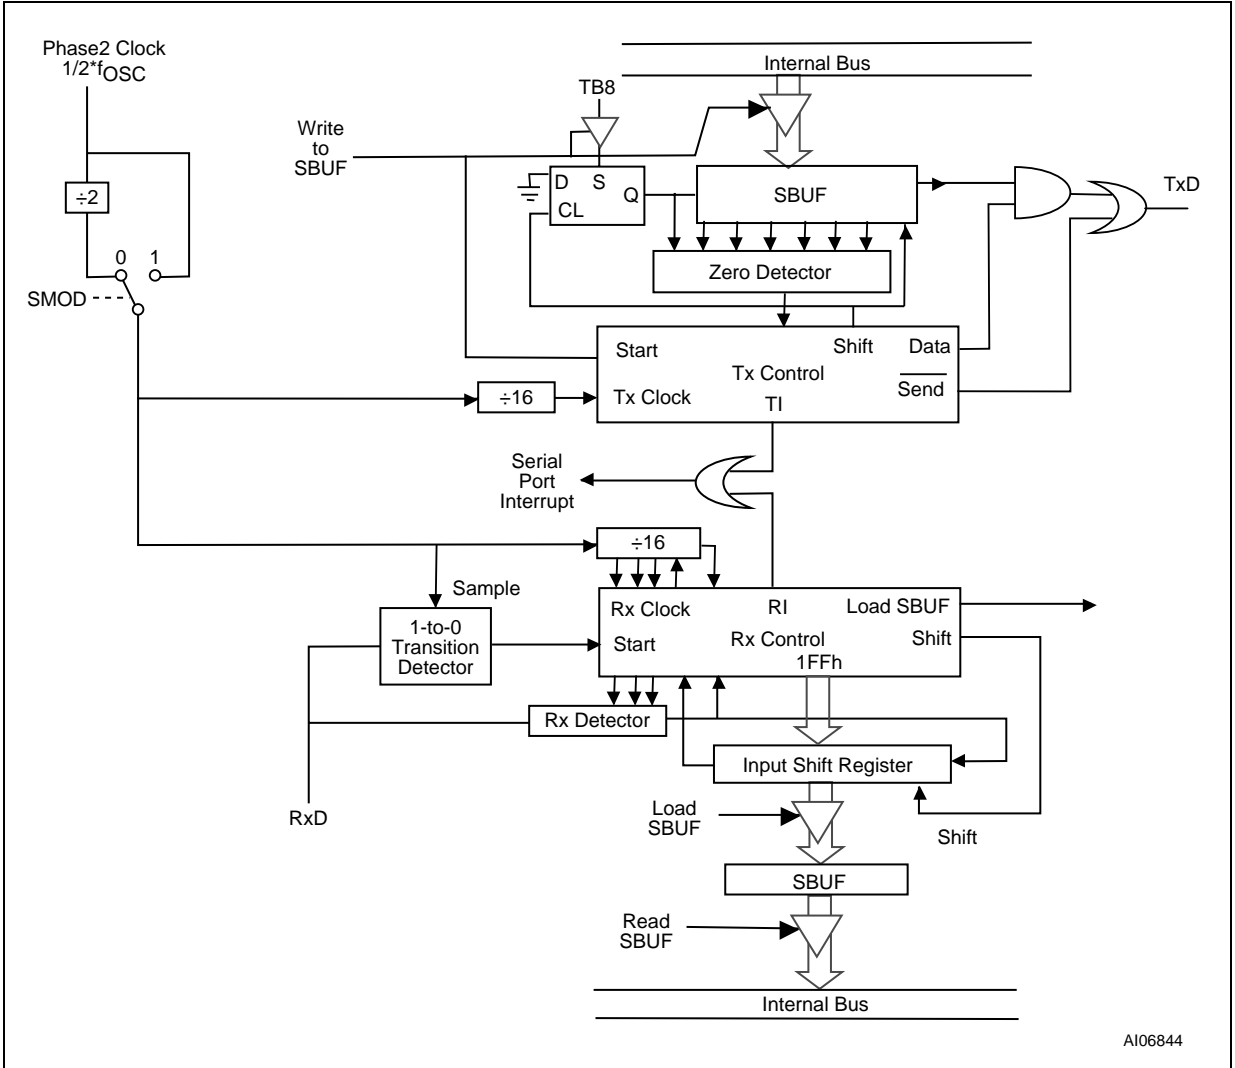 Phase2 Clock
1/2*fOSC
÷2
0 1
SMOD
Write
to
SBUF
TB8
Internal Bus
D S
Q
CL
SBUF
TxD
Zero Detector
Start
Shift
Data
Tx Control
Send
Tx Clock
TI
÷16
Serial
Port
Interrupt
÷16
Sample
1-to-0
Transition
Detector
Rx Clock
RI
Load SBUF
Start
Rx Control
Shift
1FFh
Rx Detector
Input Shift Register
RxD
Load
SBUF
Shift
SBUF
Read
SBUF
Internal Bus
AI06844